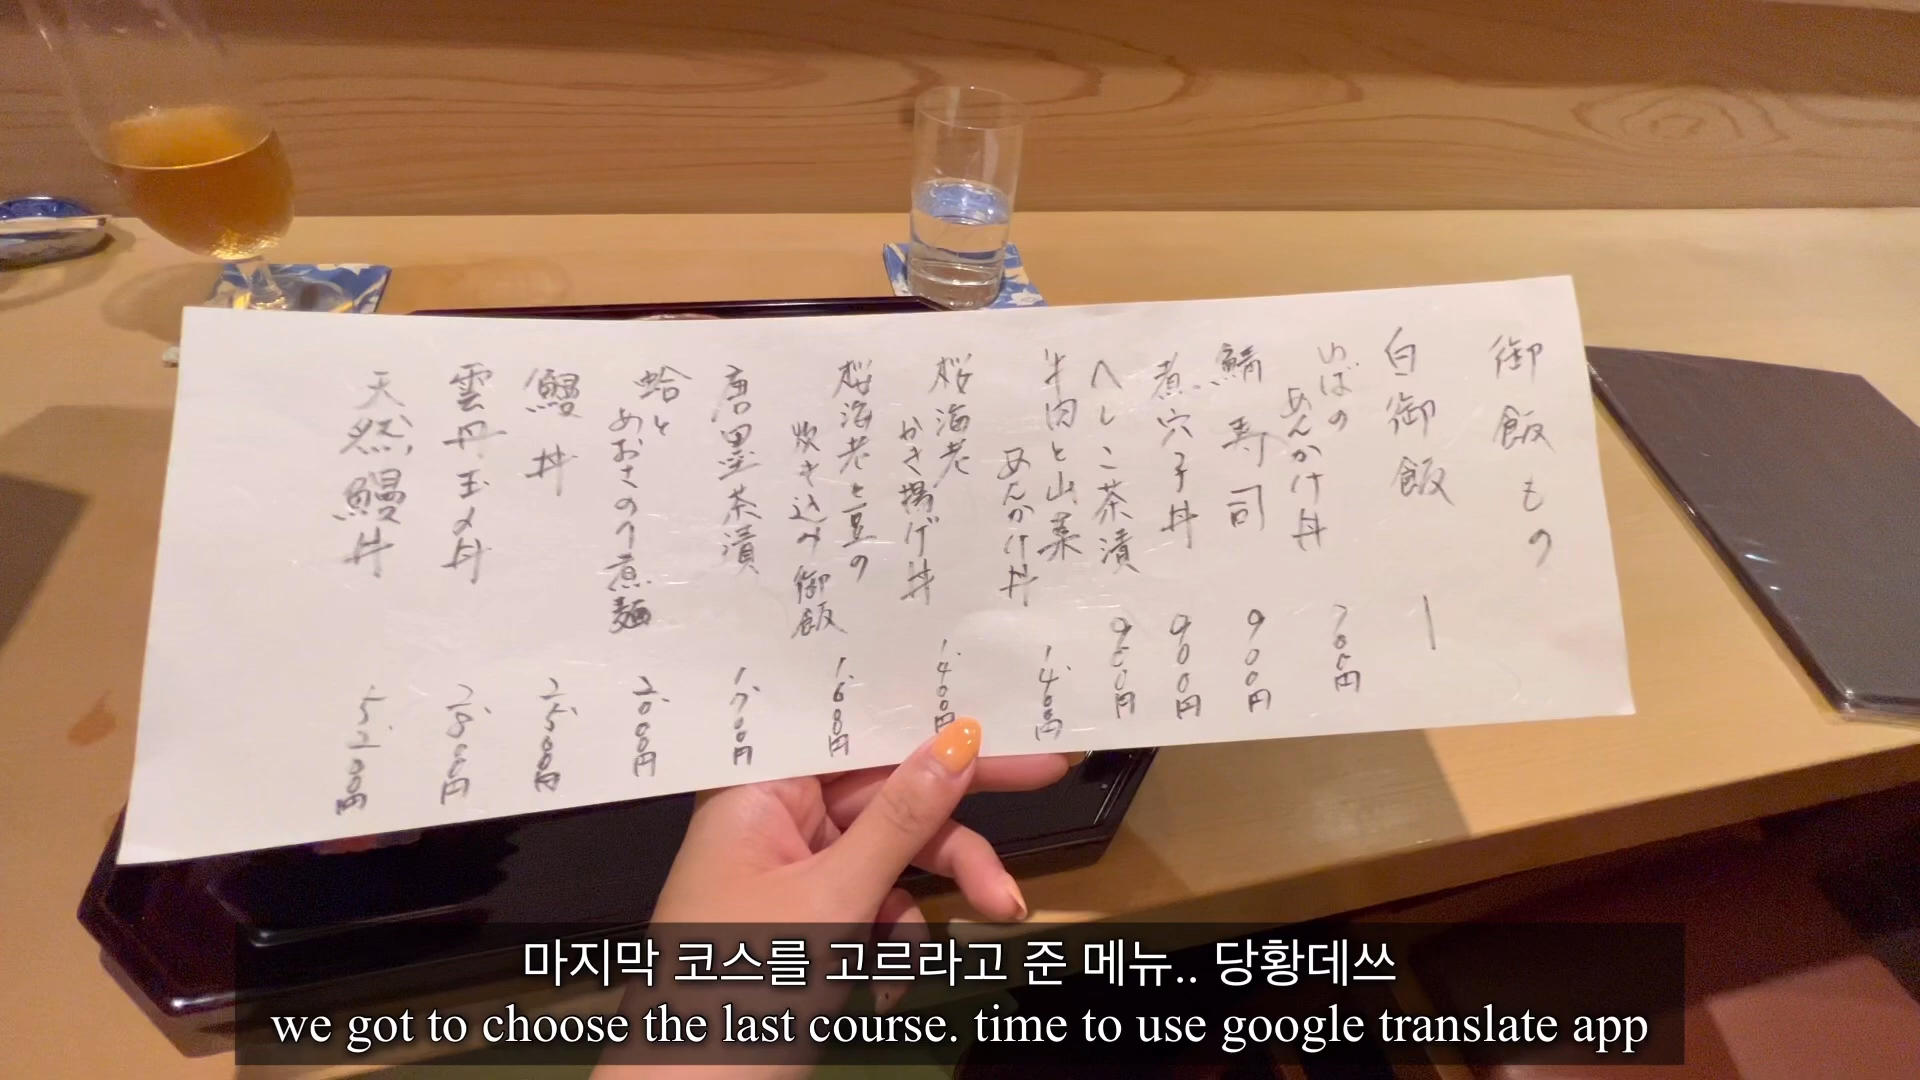 御飯もの
白御飯 ー
いばの
あんかけ丼 700円
鯖寿司 900円
煮穴子丼 900円
へしこ茶漬 900円
牛肉と山菜
あんかけ丼 1.400円
桜海老
かき揚げ丼 1.400円
桜海老と豆の
炊き込み御飯 1.600円
唐墨茶漬 1.700円
蛤と
あおさのり煮麺 2.000円
鰻丼 2.500円
雲丹玉〆丼 2.800円
天然鰻丼 5.200円
마지막 코스를 고르라고 준 메뉴.. 당황데쓰
we got to choose the last course. time to use google translate app